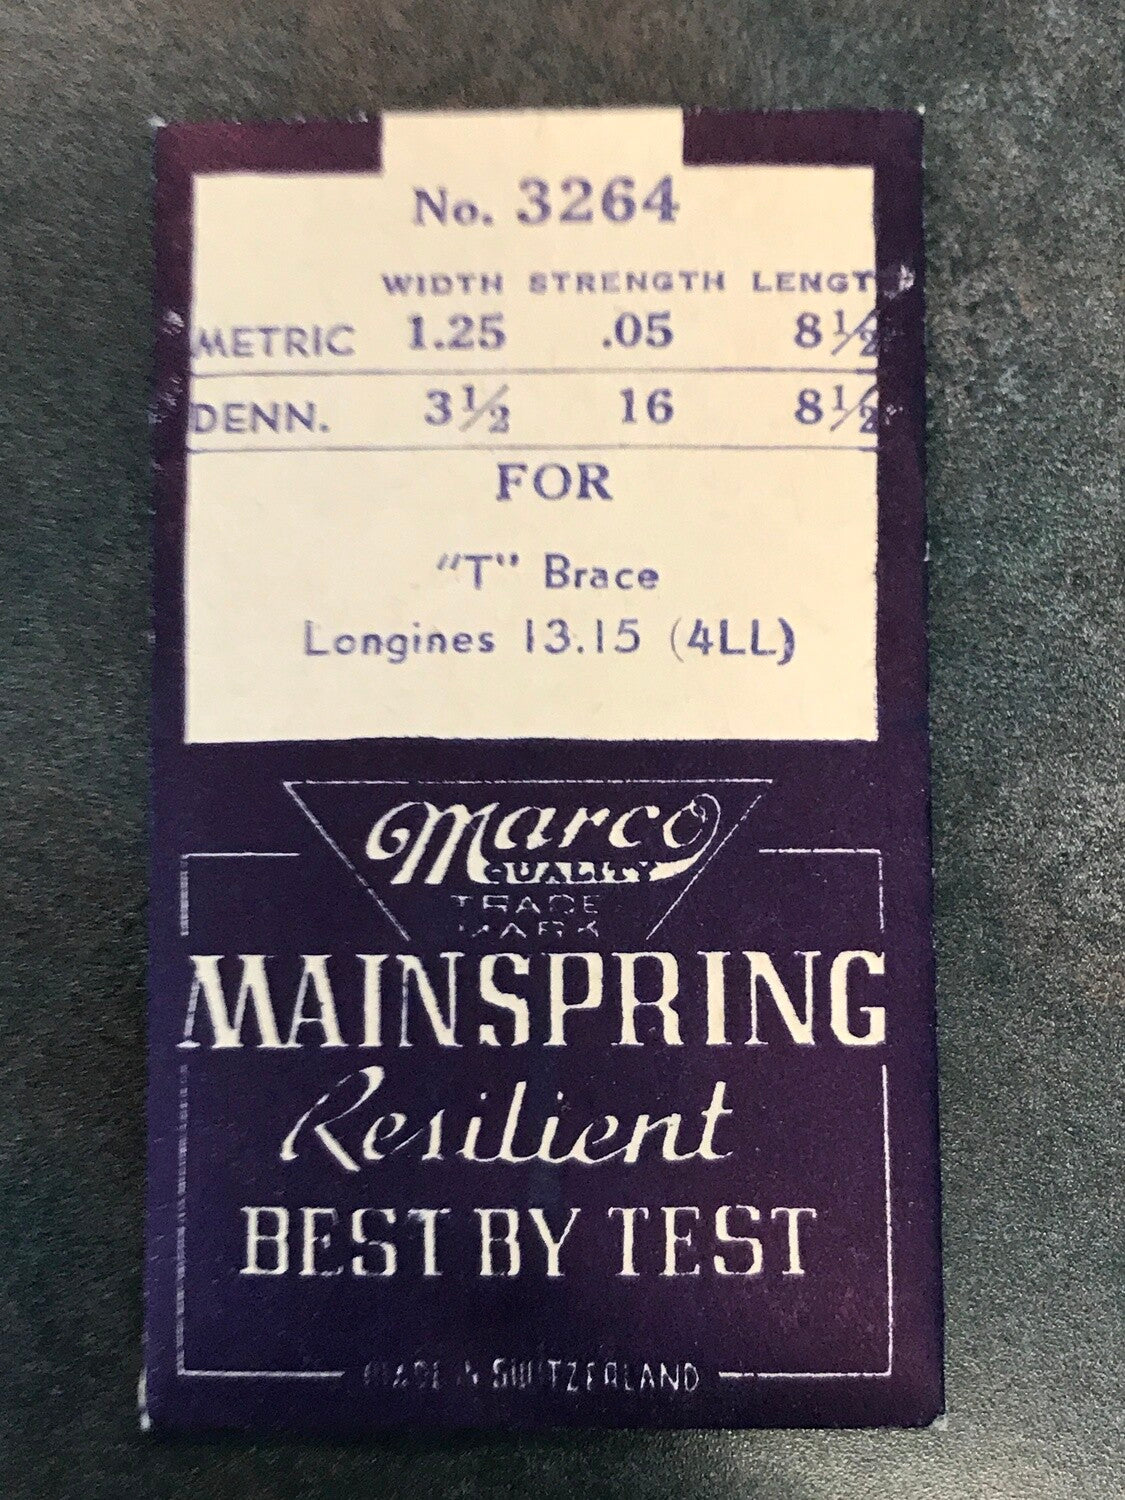 No. 3264
WIDTH STRENGTH LENGTH
METRIC 1.25 .05 8½
DENN. 3½ 16 8½
FOR
"T" Brace
Longines 13.15 (4LL)
Marco
QUALITY
TRADE
MARK
MAINSPRING
Resilient
BEST BY TEST
MADE IN SWITZERLAND